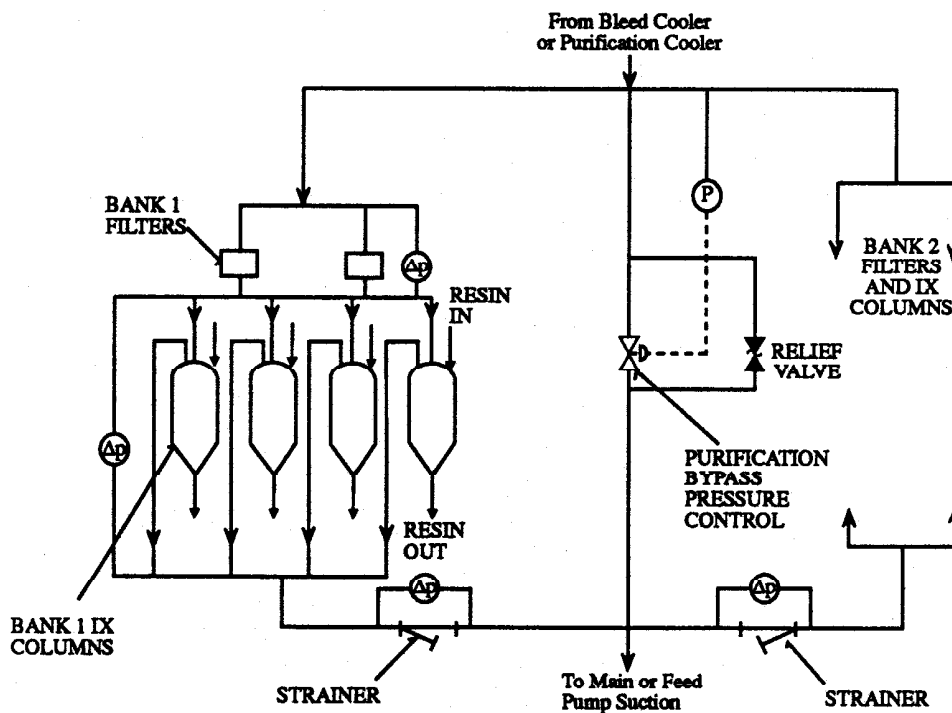 From Bleed Cooler
or Purification Cooler
BANK 1
FILTERS
P
Δp
RESIN
IN
BANK 2
FILTERS
AND IX
COLUMNS
RELIEF
VALVE
Δp
PURIFICATION
BYPASS
PRESSURE
CONTROL
RESIN
OUT
BANK 1 IX
COLUMNS
Δp
Δp
STRAINER
To Main or Feed
Pump Suction
STRAINER